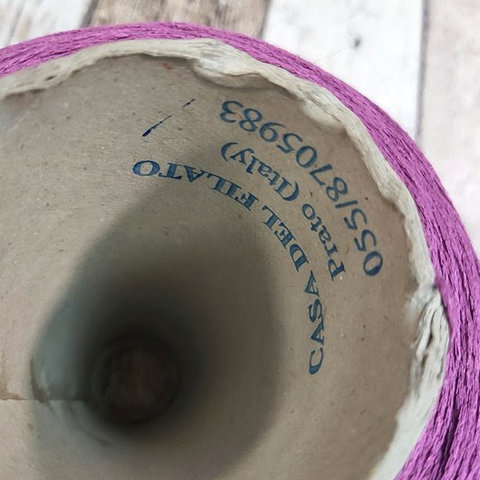 CASA DEL FILATO
Prato (Italy)
055/8705983